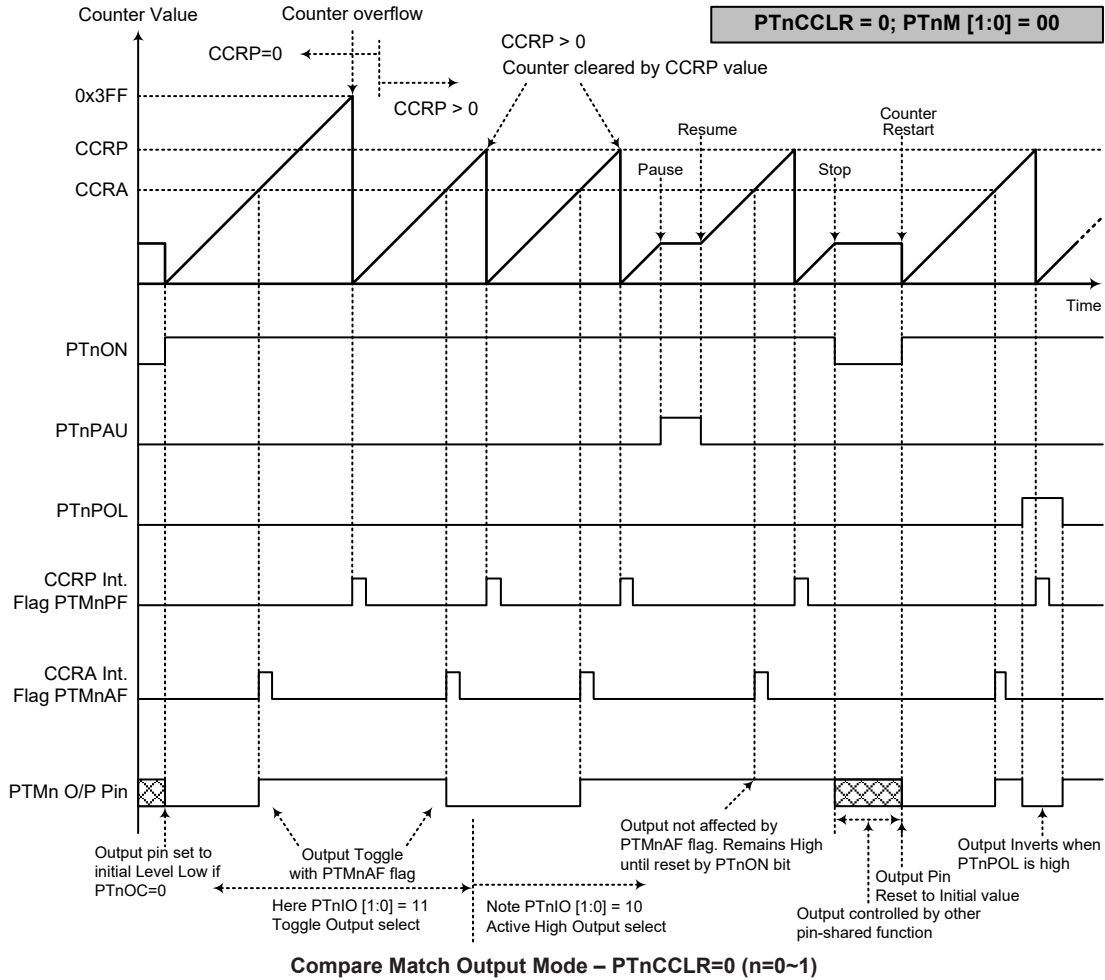 Counter Value
Counter overflow
PTnCCLR = 0; PTnM [1:0] = 00
CCRP=0
CCRP > 0
CCRP > 0
Counter cleared by CCRP value
0x3FF
CCRP
CCRA
Pause
Resume
Stop
Counter
Restart
Time
PTnON
PTnPAU
PTnPOL
CCRP Int.
Flag PTMnPF
CCRA Int.
Flag PTMnAF
PTMn O/P Pin
Output pin set to
initial Level Low if
PTnOC=0
Output Toggle
with PTMnAF flag
Here PTnIO [1:0] = 11
Toggle Output select
Note PTnIO [1:0] = 10
Active High Output select
Output not affected by
PTMnAF flag. Remains High
until reset by PTnON bit
Output Pin
Reset to Initial value
Output controlled by other
pin-shared function
Output Inverts when
PTnPOL is high
Compare Match Output Mode – PTnCCLR=0 (n=0~1)